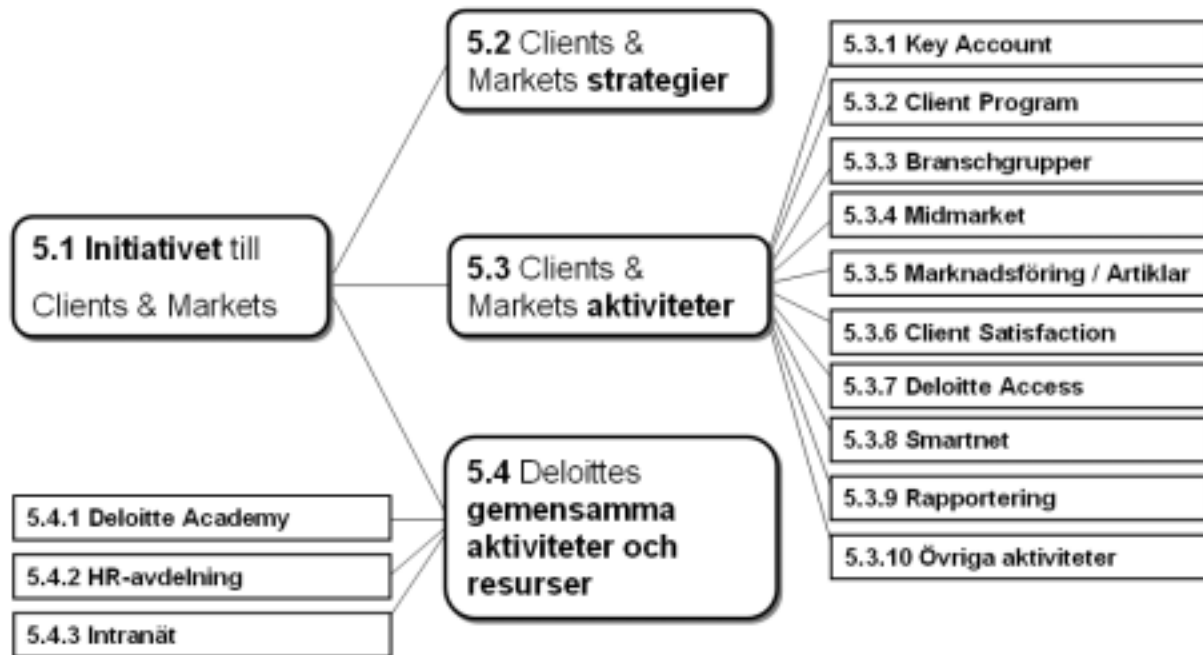 5.1 Initiativet till
Clients & Markets
5.2 Clients &
Markets strategier
5.3 Clients &
Markets aktiviteter
5.3.1 Key Account
5.3.2 Client Program
5.3.3 Branschgrupper
5.3.4 Midmarket
5.3.5 Marknadsföring / Artiklar
5.3.6 Client Satisfaction
5.3.7 Deloitte Access
5.3.8 Smartnet
5.3.9 Rapportering
5.3.10 Övriga aktiviteter
5.4 Deloittes
gemensamma
aktiviteter och
resurser
5.4.1 Deloitte Academy
5.4.2 HR-avdelning
5.4.3 Intranät